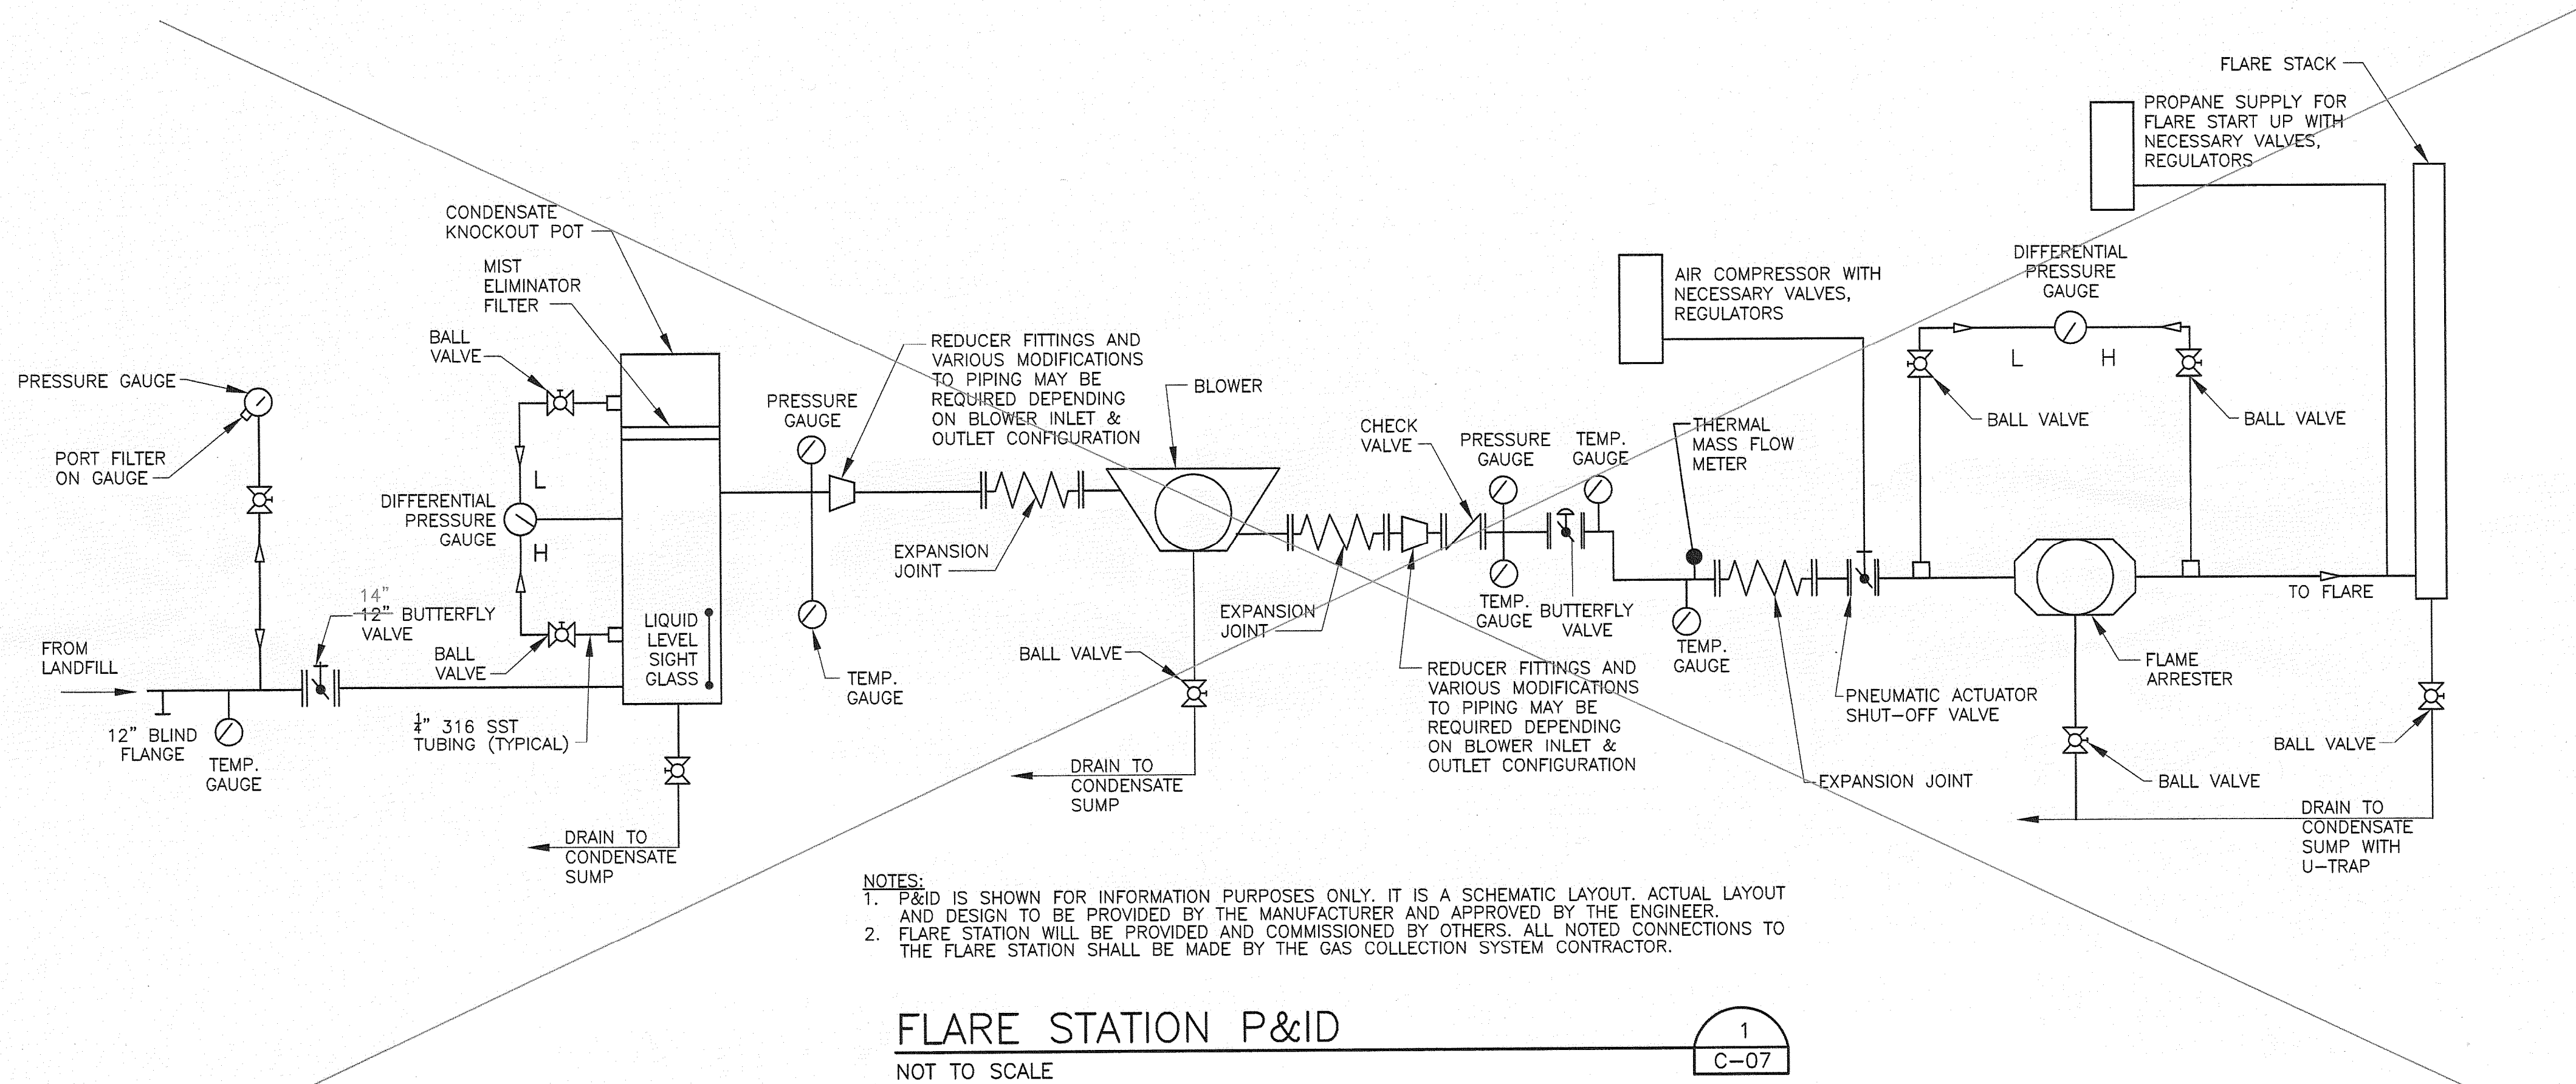 FLARE STACK
PROPANE SUPPLY FOR
FLARE START UP WITH
NECESSARY VALVES,
REGULATORS
CONDENSATE
KNOCKOUT POT
MIST
ELIMINATOR
FILTER
BALL
VALVE
PRESSURE GAUGE
PORT FILTER
ON GAUGE
DIFFERENTIAL
PRESSURE
GAUGE
L
H
14"
12" BUTTERFLY
VALVE
FROM
LANDFILL
12" BLIND
FLANGE
TEMP.
GAUGE
BALL
VALVE
1/4" 316 SST
TUBING (TYPICAL)
LIQUID
LEVEL
SIGHT
GLASS
DRAIN TO
CONDENSATE
SUMP
PRESSURE
GAUGE
TEMP.
GAUGE
REDUCER FITTINGS AND
VARIOUS MODIFICATIONS
TO PIPING MAY BE
REQUIRED DEPENDING
ON BLOWER INLET &
OUTLET CONFIGURATION
EXPANSION
JOINT
BLOWER
BALL VALVE
DRAIN TO
CONDENSATE
SUMP
EXPANSION
JOINT
CHECK
VALVE
PRESSURE
GAUGE
TEMP.
GAUGE
TEMP.
GAUGE
BUTTERFLY
VALVE
REDUCER FITTINGS AND
VARIOUS MODIFICATIONS
TO PIPING MAY BE
REQUIRED DEPENDING
ON BLOWER INLET &
OUTLET CONFIGURATION
THERMAL
MASS FLOW
METER
TEMP.
GAUGE
AIR COMPRESSOR WITH
NECESSARY VALVES,
REGULATORS
PNEUMATIC ACTUATOR
SHUT-OFF VALVE
EXPANSION JOINT
DIFFERENTIAL
PRESSURE
GAUGE
L
H
BALL VALVE
BALL VALVE
TO FLARE
FLAME
ARRESTER
BALL VALVE
BALL VALVE
DRAIN TO
CONDENSATE
SUMP WITH
U-TRAP
NOTES:
1. P&ID IS SHOWN FOR INFORMATION PURPOSES ONLY. IT IS A SCHEMATIC LAYOUT. ACTUAL LAYOUT
AND DESIGN TO BE PROVIDED BY THE MANUFACTURER AND APPROVED BY THE ENGINEER.
2. FLARE STATION WILL BE PROVIDED AND COMMISSIONED BY OTHERS. ALL NOTED CONNECTIONS TO
THE FLARE STATION SHALL BE MADE BY THE GAS COLLECTION SYSTEM CONTRACTOR.
FLARE STATION P&ID
1
C-07
NOT TO SCALE